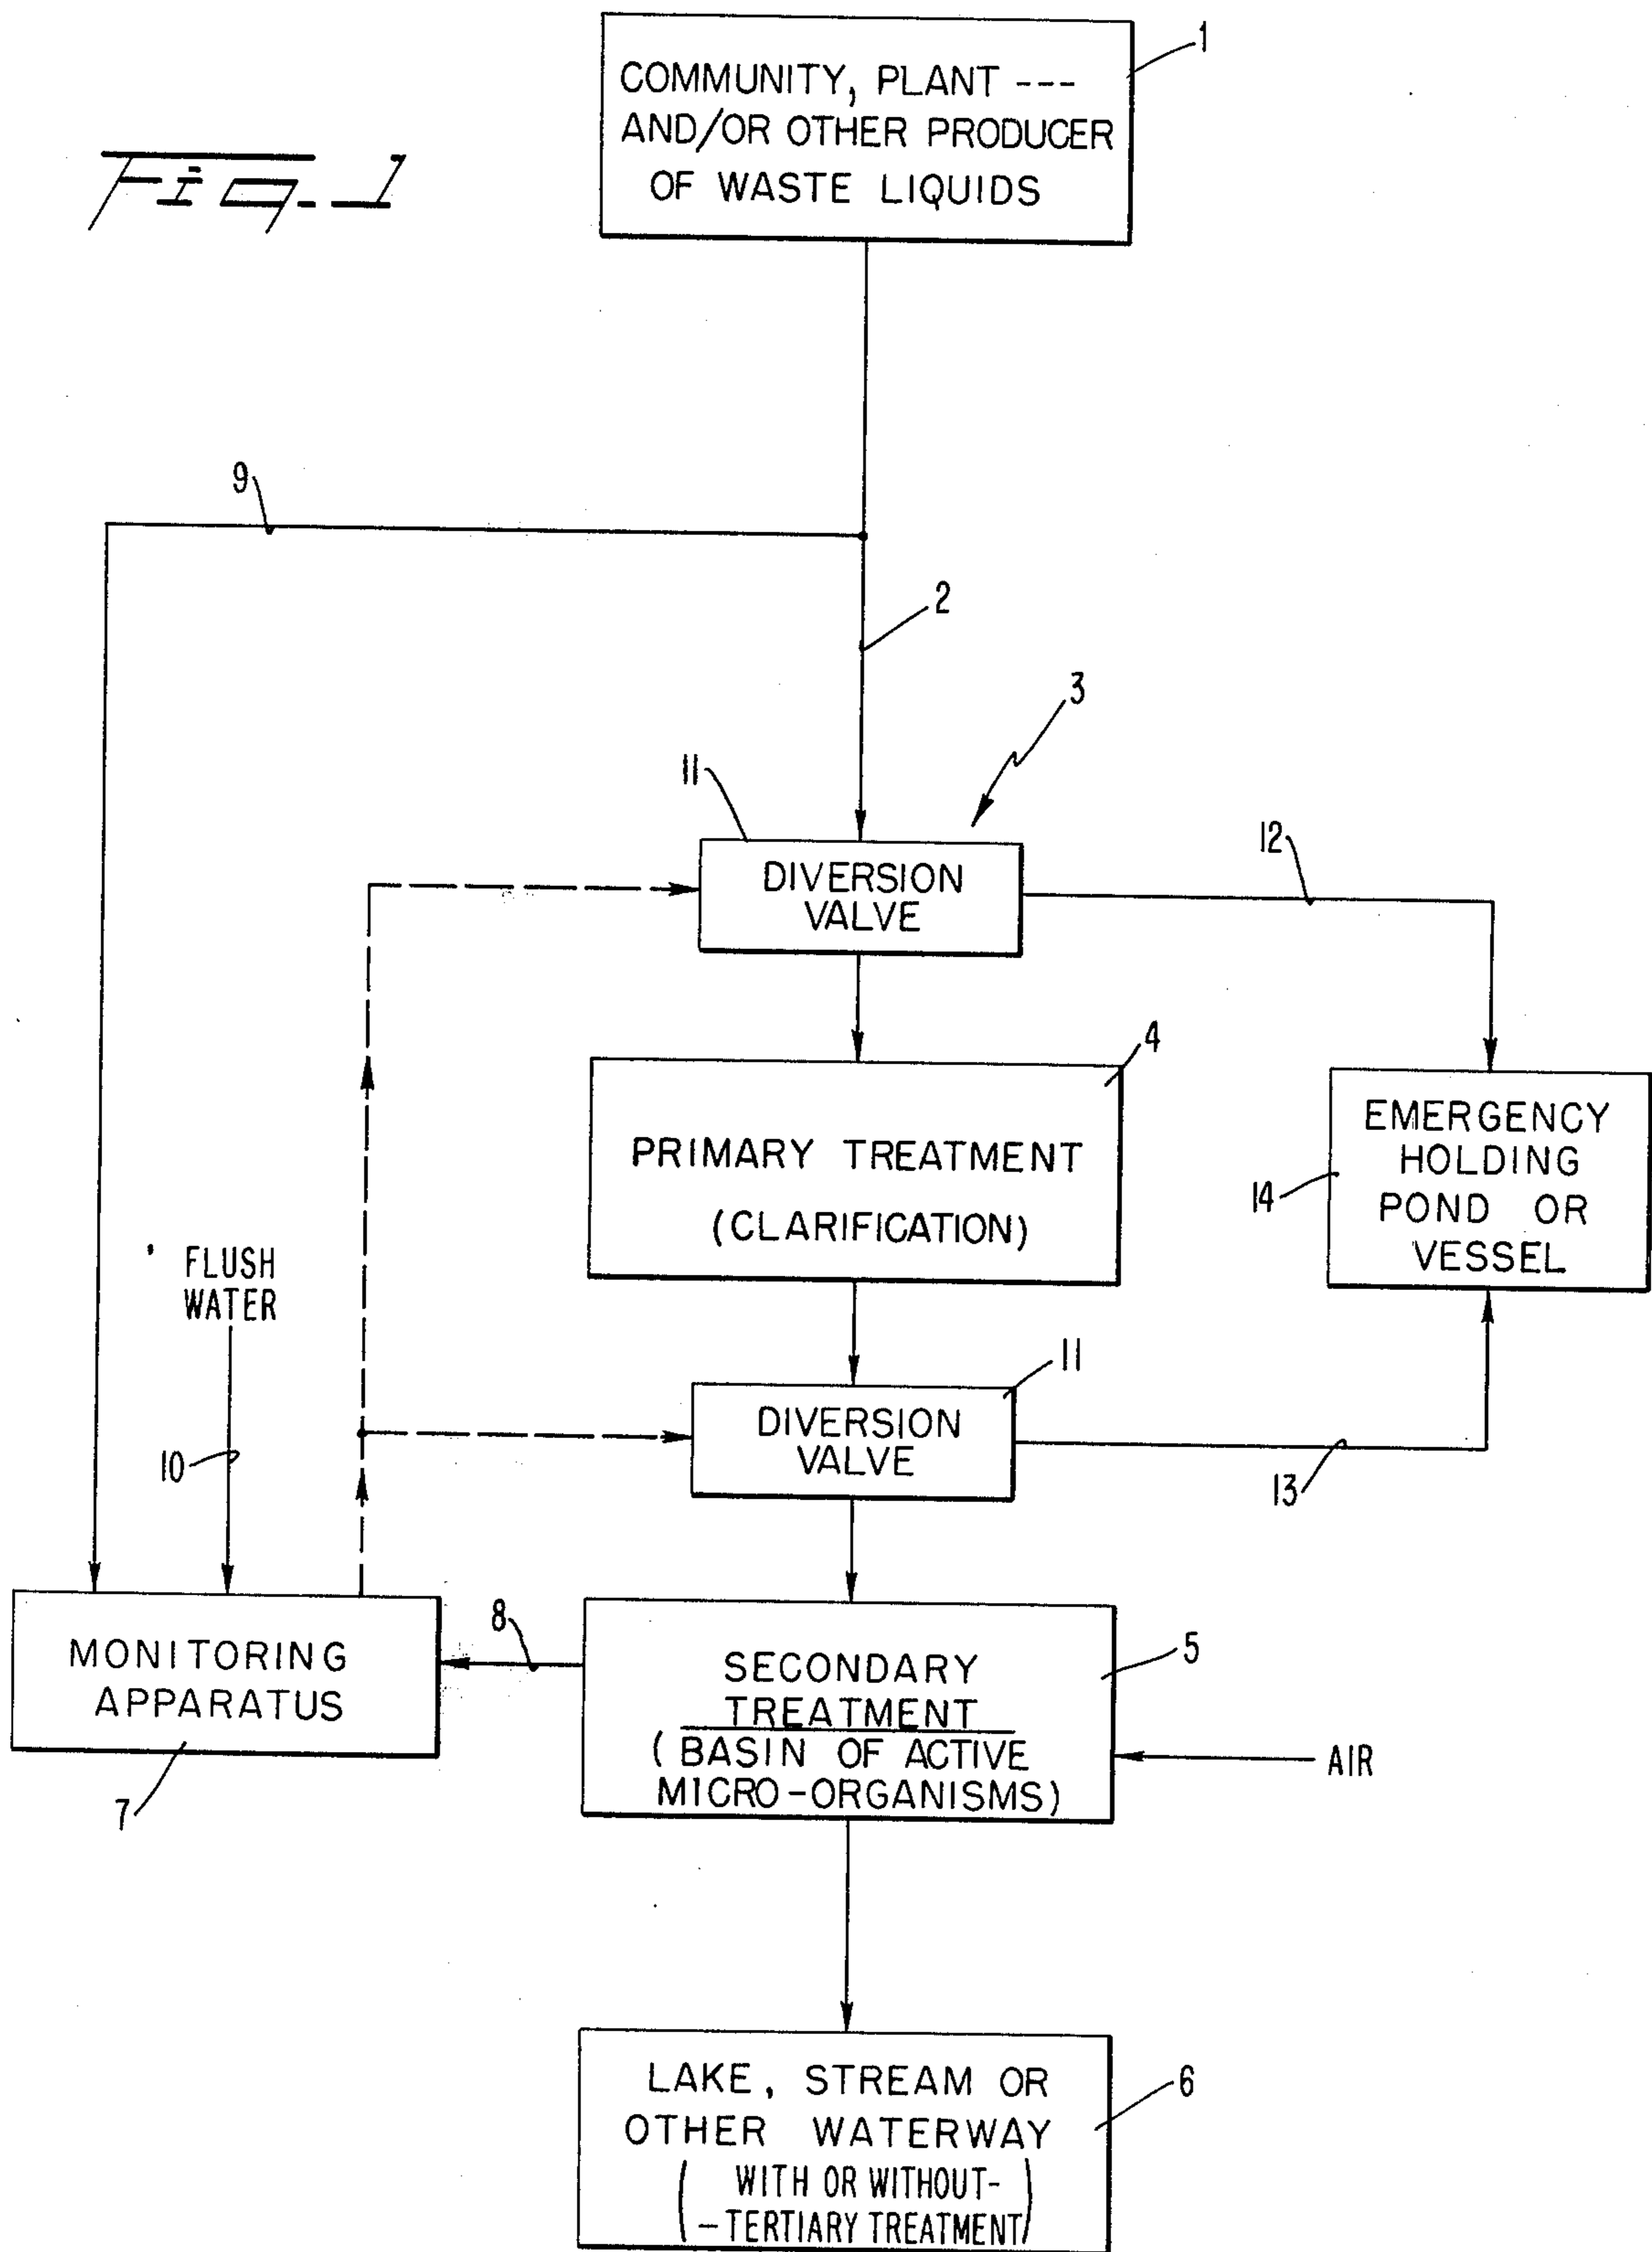 Fig. 1
COMMUNITY, PLANT ---
AND/OR OTHER PRODUCER
OF WASTE LIQUIDS
1
9
2
3
11
DIVERSION
VALVE
12
4
PRIMARY TREATMENT
(CLARIFICATION)
EMERGENCY
HOLDING
POND OR
VESSEL
14
FLUSH
WATER
10
11
DIVERSION
VALVE
13
MONITORING
APPARATUS
7
8
SECONDARY
TREATMENT
(BASIN OF ACTIVE
MICRO-ORGANISMS)
5
AIR
LAKE, STREAM OR
OTHER WATERWAY
(WITH OR WITHOUT-
-TERTIARY TREATMENT)
6